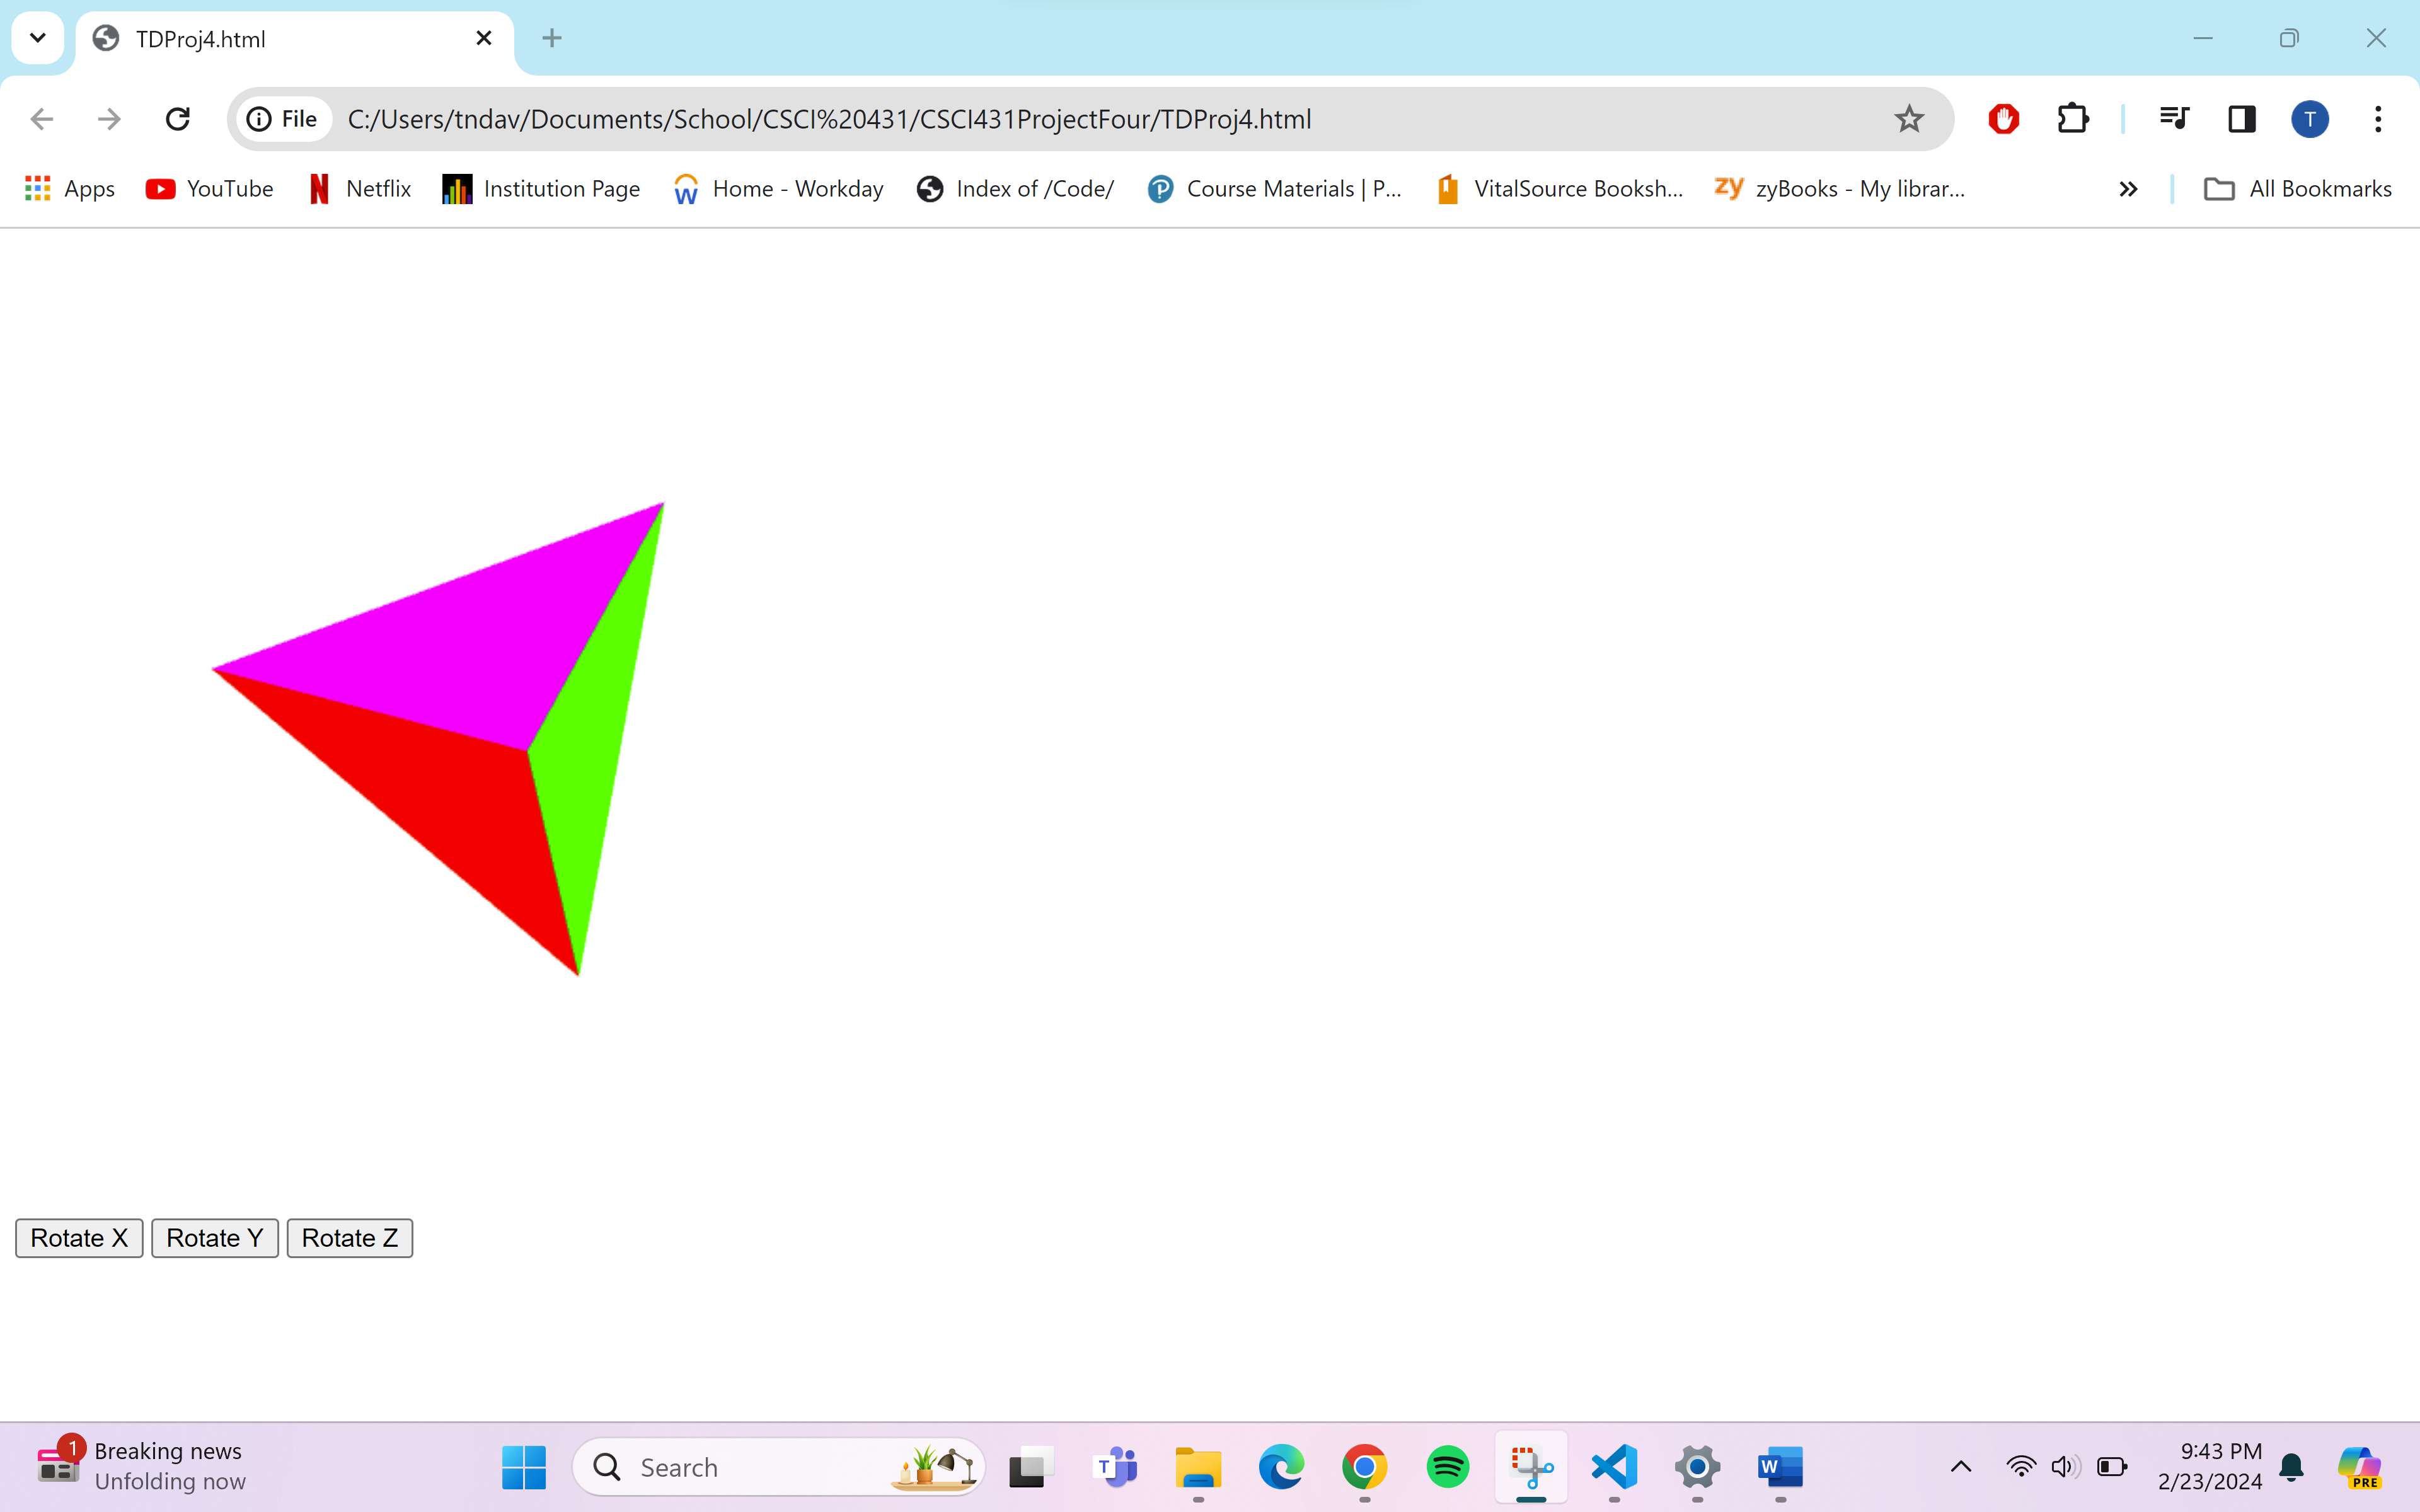 TDProj4.html
File C:/Users/tndav/Documents/School/CSCI%20431/CSCI431ProjectFour/TDProj4.html
T
Apps YouTube Netflix Institution Page Home - Workday Index of /Code/ Course Materials | P... VitalSource Booksh... zyBooks - My librar... All Bookmarks
Rotate X Rotate Y Rotate Z
1 Breaking news
Unfolding now
Search
9:43 PM
2/23/2024
PRE